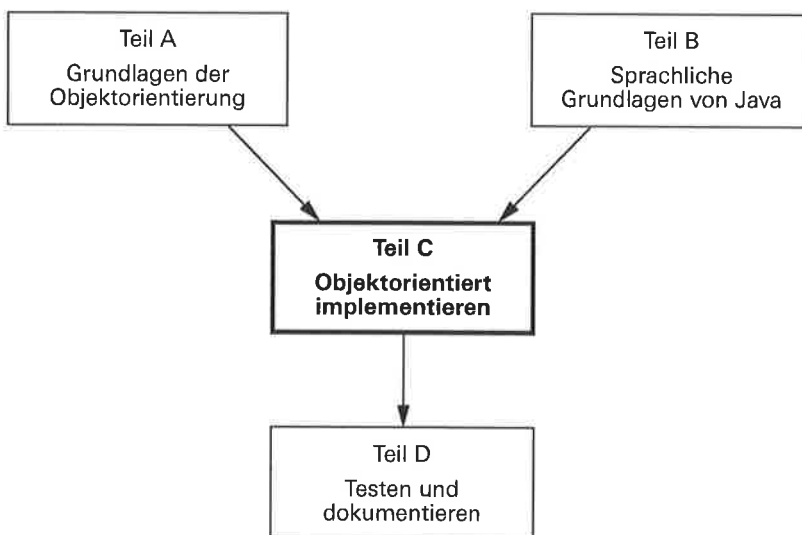 Teil A
Grundlagen der
Objektorientierung
Teil B
Sprachliche
Grundlagen von Java
Teil C
Objektorientiert
implementieren
Teil D
Testen und
dokumentieren